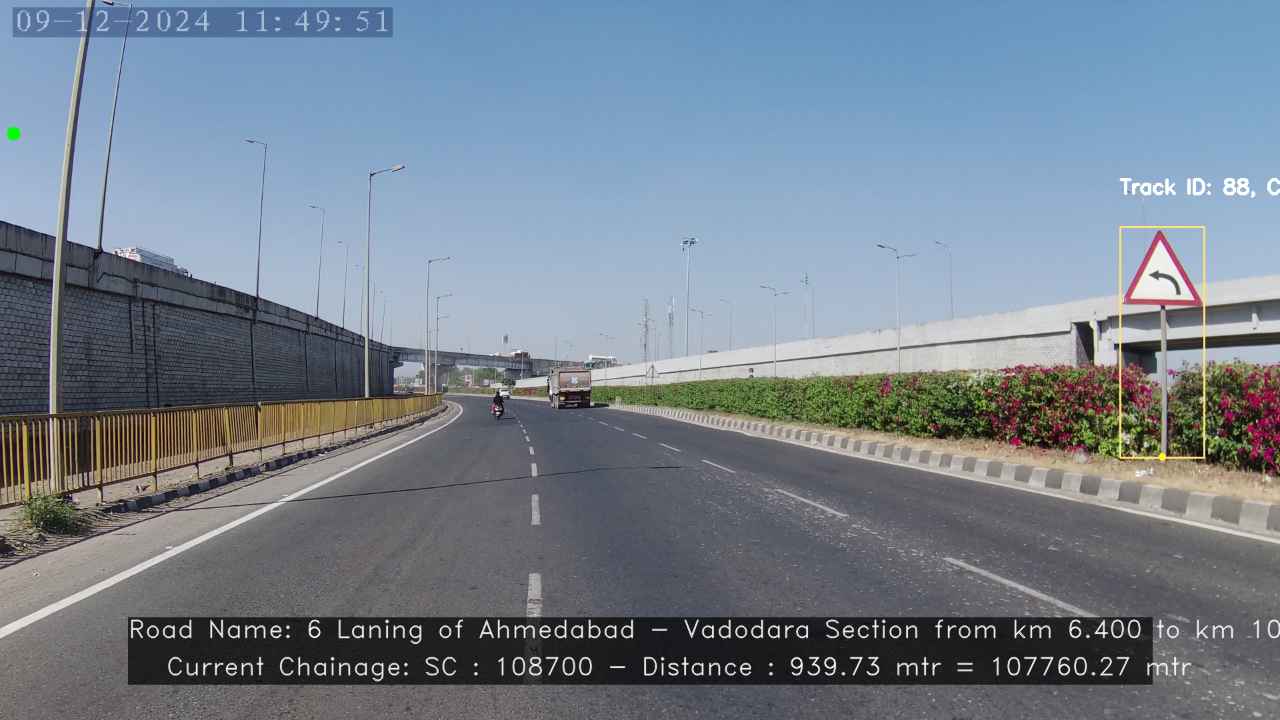 09-12-2024 11:49:51
Track ID: 88, C
Road Name: 6 Laning of Ahmedabad - Vadodara Section from km 6.400 to km 10
Current Chainage: SC : 108700 - Distance : 939.73 mtr = 107760.27 mtr